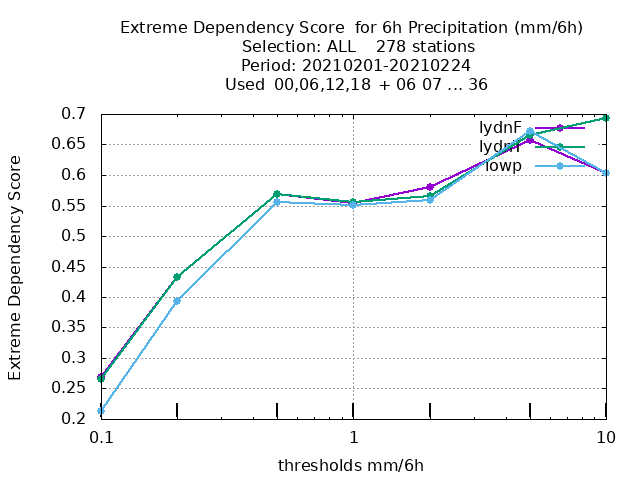 Extreme Dependency Score for 6h Precipitation (mm/6h)
Selection: ALL 278 stations
Period: 20210201-20210224
Used 00,06,12,18 + 06 07 ... 36
Extreme Dependency Score
0.7
0.65
0.6
0.55
0.5
0.45
0.4
0.35
0.3
0.25
0.2
lydnF
lowp
0.1
1
10
thresholds mm/6h